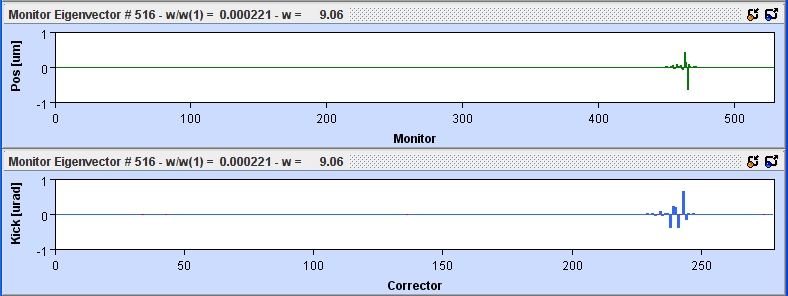 Monitor Eigenvector # 516 - w/w(1) = 0.000221 - w = 9.06
1
Pos [um]
0
-1
0 100 200 300 400 500
Monitor
Monitor Eigenvector # 516 - w/w(1) = 0.000221 - w = 9.06
1
Kick [urad]
0
-1
0 50 100 150 200 250
Corrector